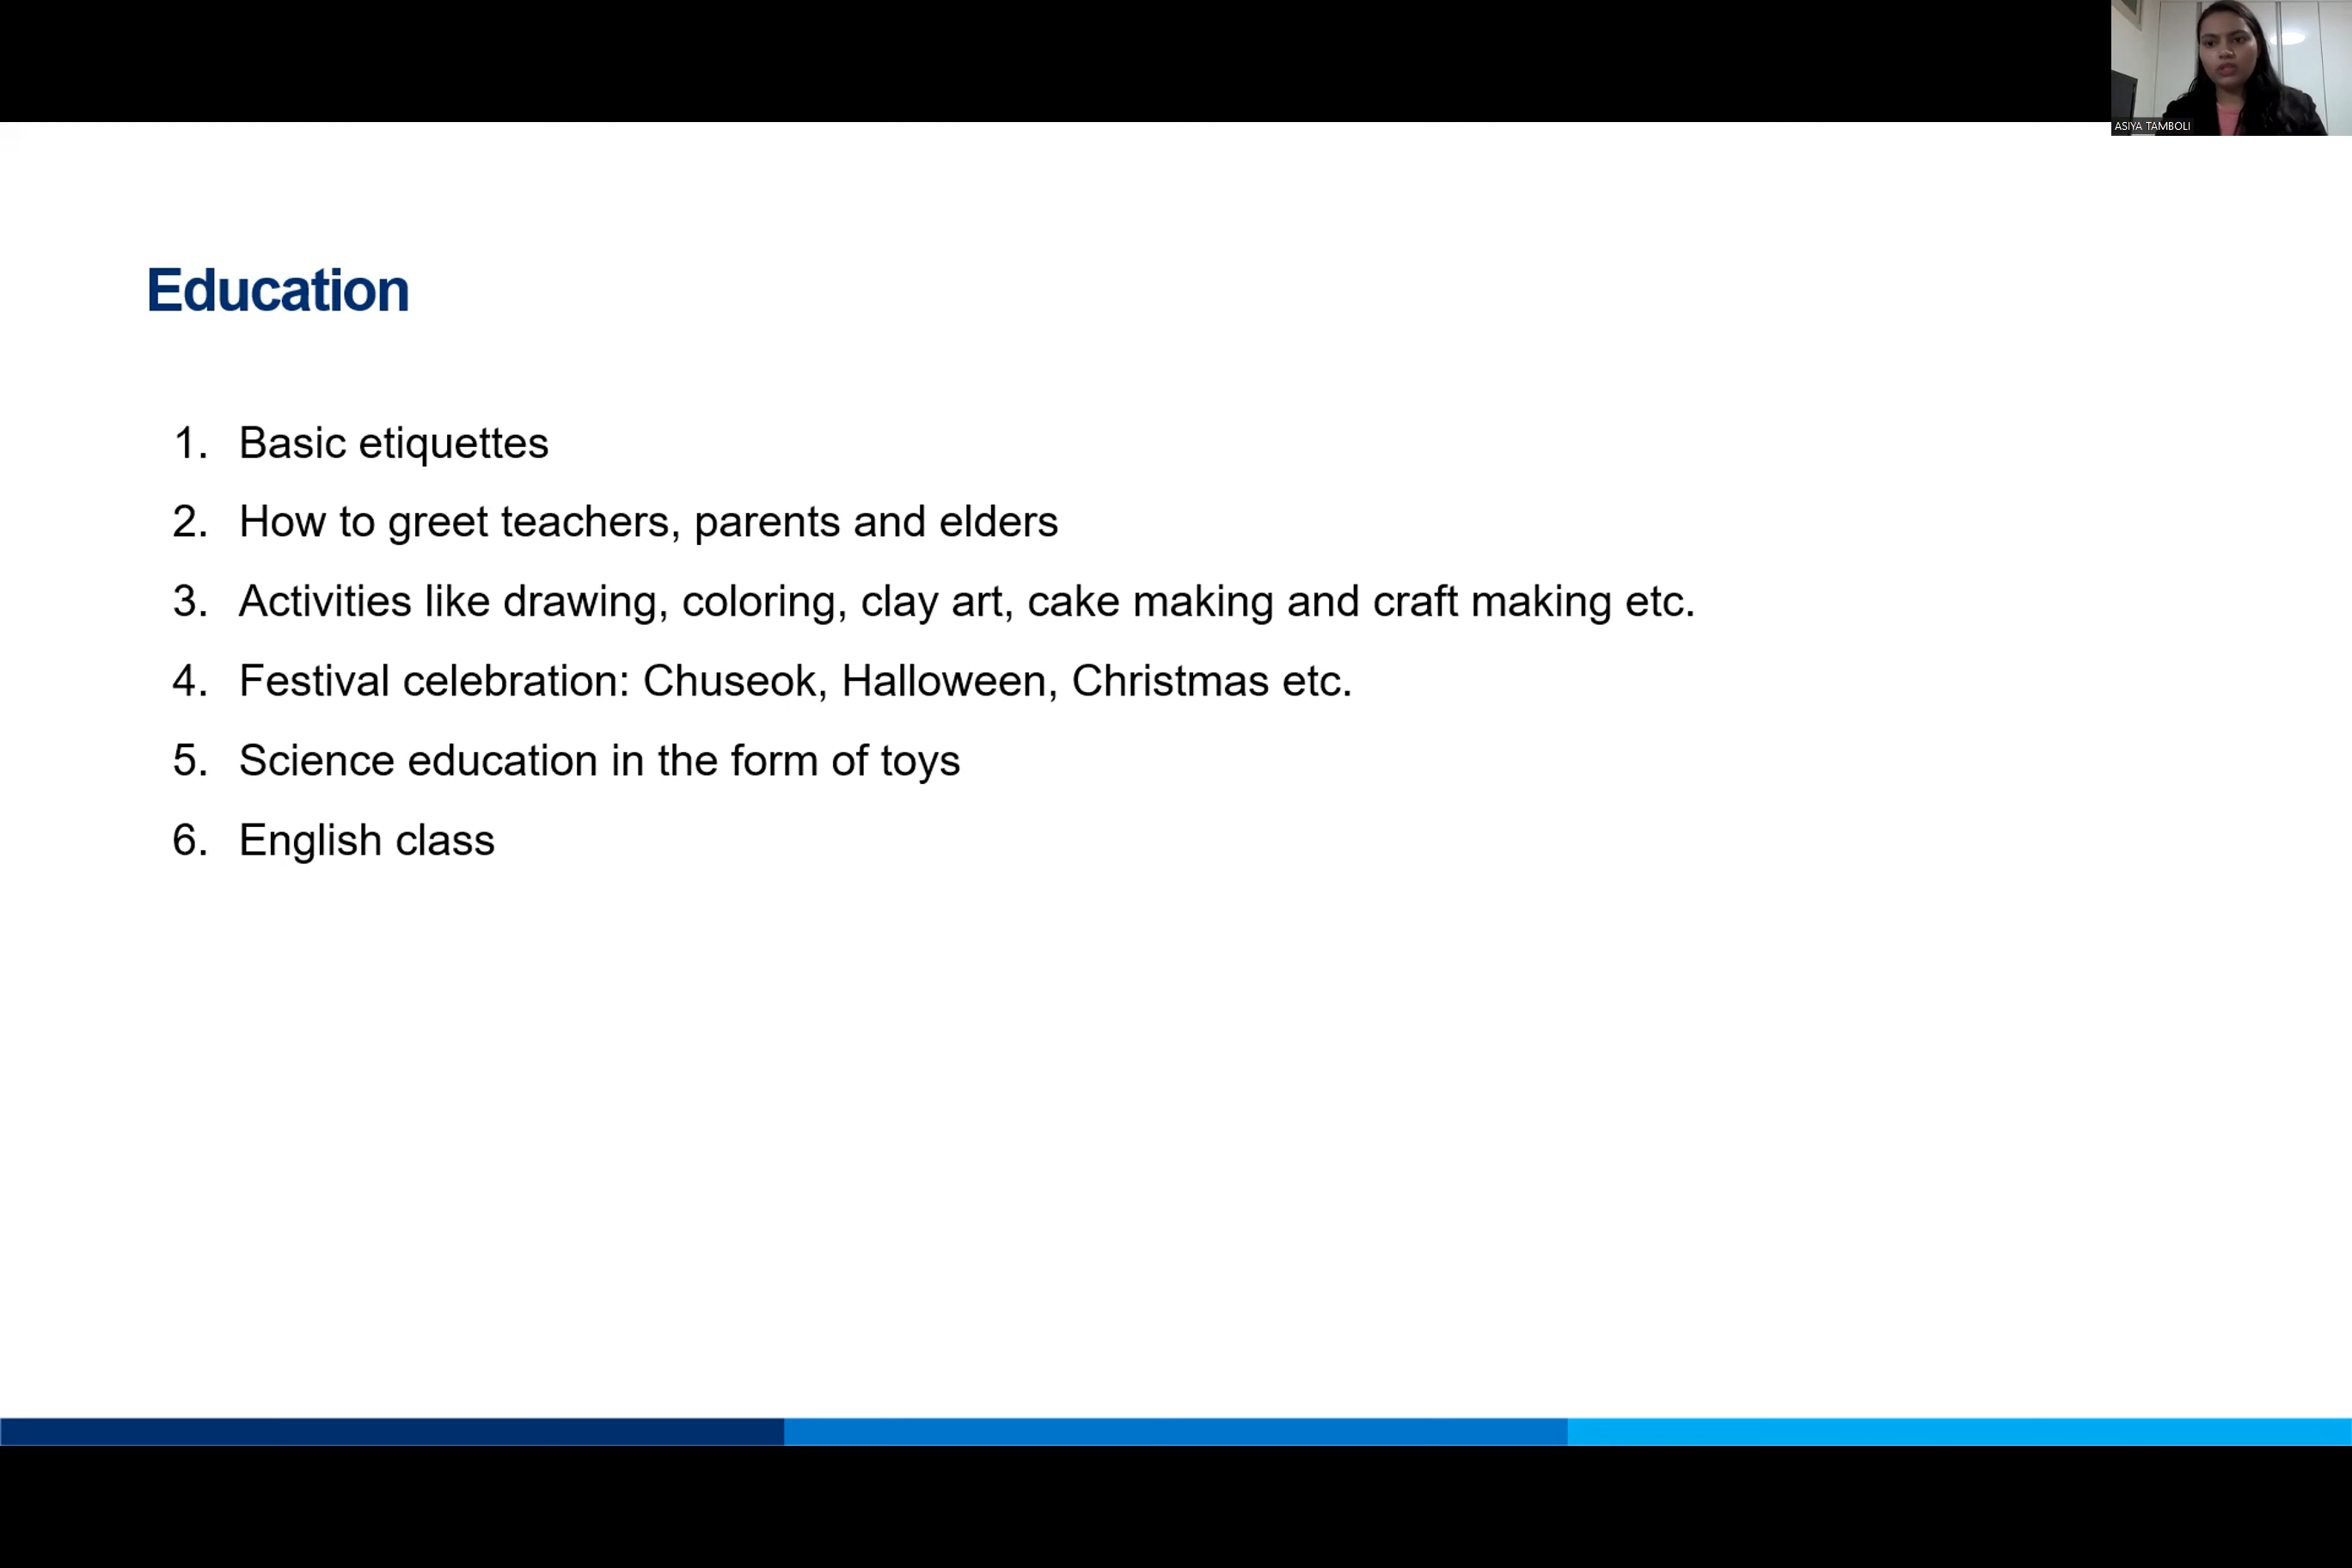 ASIYA TAMBOLI
Education
1. Basic etiquettes
2. How to greet teachers, parents and elders
3. Activities like drawing, coloring, clay art, cake making and craft making etc.
4. Festival celebration: Chuseok, Halloween, Christmas etc.
5. Science education in the form of toys
6. English class